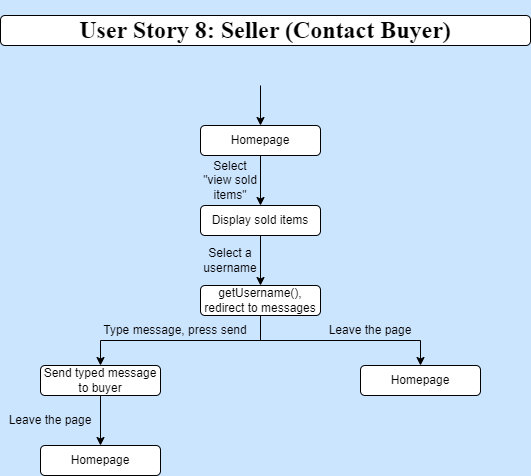 User Story 8: Seller (Contact Buyer)
Homepage
Select
"view sold
items"
Display sold items
Select a
username
getUsername(),
redirect to messages
Type message, press send
Leave the page
Send typed message
to buyer
Homepage
Leave the page
Homepage